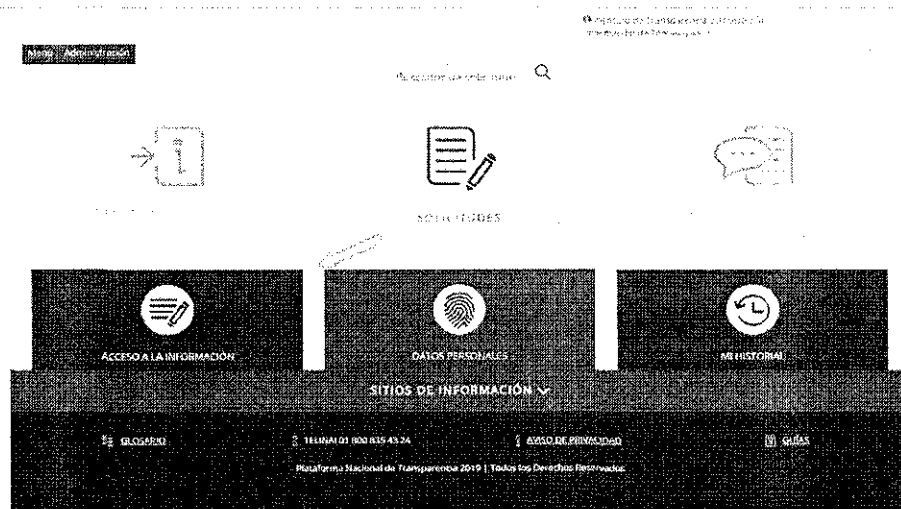 Menú Administración
SOLICITUDES
ACCESO A LA INFORMACIÓN
DATOS PERSONALES
MI HISTORIAL
SITIOS DE INFORMACIÓN
GLOSARIO
TELINAI 01 800 835 43 24
AVISO DE PRIVACIDAD
GUÍAS
Plataforma Nacional de Transparencia 2019 | Todos los Derechos Reservados